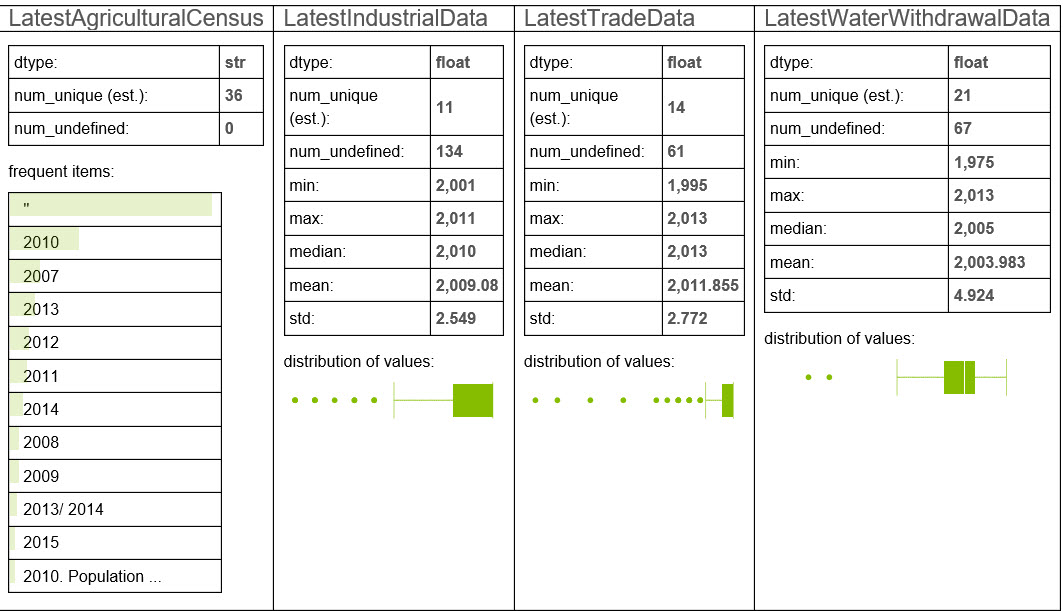 LatestAgriculturalCensus
dtype: str
num_unique (est.): 36
num_undefined: 0
frequent items:
"
2010
2007
2013
2012
2011
2014
2008
2009
2013/ 2014
2015
2010. Population ...
LatestIndustrialData
dtype: float
num_unique
(est.): 11
num_undefined: 134
min: 2,001
max: 2,011
median: 2,010
mean: 2,009.08
std: 2.549
distribution of values:
LatestTradeData
dtype: float
num_unique
(est.): 14
num_undefined: 61
min: 1,995
max: 2,013
median: 2,013
mean: 2,011.855
std: 2.772
distribution of values:
LatestWaterWithdrawalData
dtype: float
num_unique (est.): 21
num_undefined: 67
min: 1,975
max: 2,013
median: 2,005
mean: 2,003.983
std: 4.924
distribution of values: